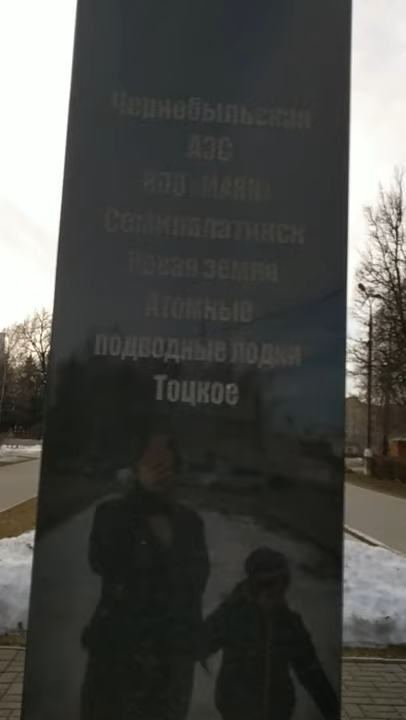 Чернобыльская
АЭС
ПО «МАЯК»
Семипалатинск
Новая земля
Атомные
подводные лодки
Тоцкое